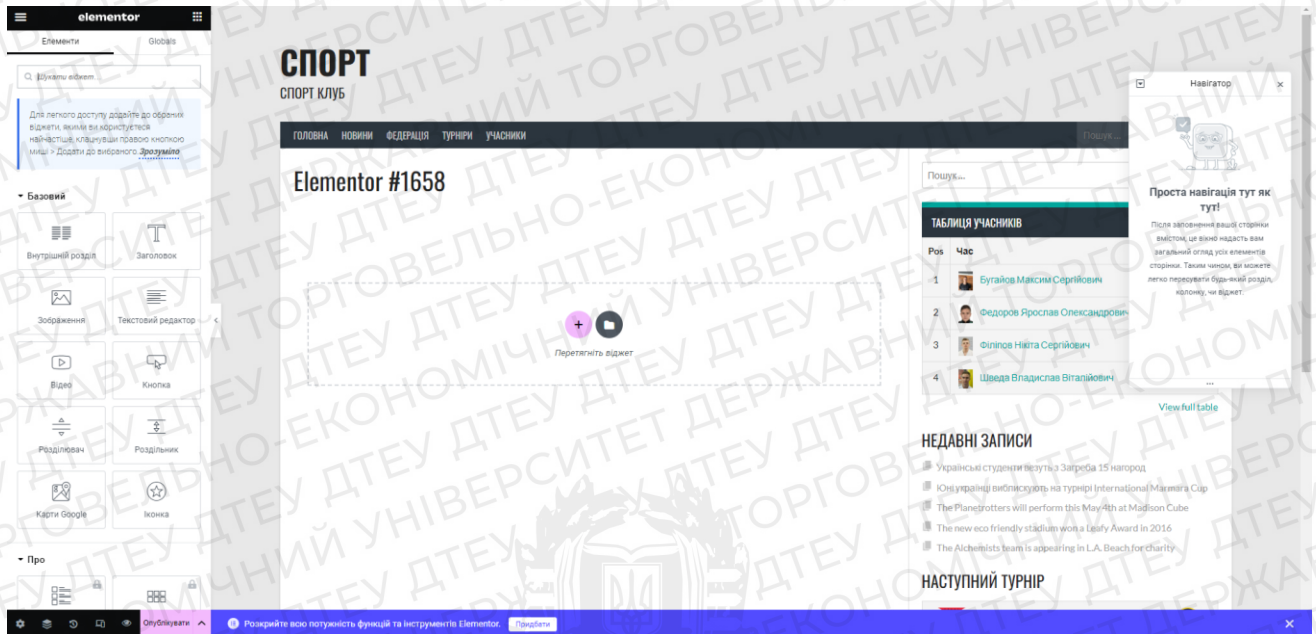 elementor
Елементи
Globals
Шукати віджет...
Для легкого доступу додайте до обраних
віджети, якими ви користуєтеся
найчастіше, клацнувши правою кнопкою
миші > Додати до вибраного. Зрозуміло
Базовий
Внутрішній розділ
Заголовок
Зображення
Текстовий редактор
Відео
Кнопка
Розділювач
Роздільник
Карти Google
Іконка
Про
Опублікувати
СПОРТ
СПОРТ КЛУБ
ГОЛОВНА НОВИНИ ФЕДЕРАЦІЯ ТУРНІРИ УЧАСНИКИ
Пошук ...
Elementor #1658
Перетягніть віджет
Пошук...
ТАБЛИЦЯ УЧАСНИКІВ
Pos Час
1 Бугайов Максим Сергійович
2 Федоров Ярослав Олександрович
3 Філіпов Нікіта Сергійович
4 Шведа Владислав Віталійович
View full table
НЕДАВНІ ЗАПИСИ
Українські студенти везуть з Загреба 15 нагород
Юні українці виблискують на турнірі International Marmara Cup
The Planetrotters will perform this May 4th at Madison Cube
The new eco friendly stadium won a Leafy Award in 2016
The Alchemists team is appearing in L.A. Beach for charity
НАСТУПНИЙ ТУРНІР
Навігатор
Проста навігація тут як
тут!
Після заповнення вашої сторінки
вмістом, це вікно надасть вам
загальний огляд усіх елементів
сторінки. Таким чином, ви можете
легко пересувати будь-який розділ,
колонку, чи віджет.
Розкрийте всю потужність функцій та інструментів Elementor. Придбати